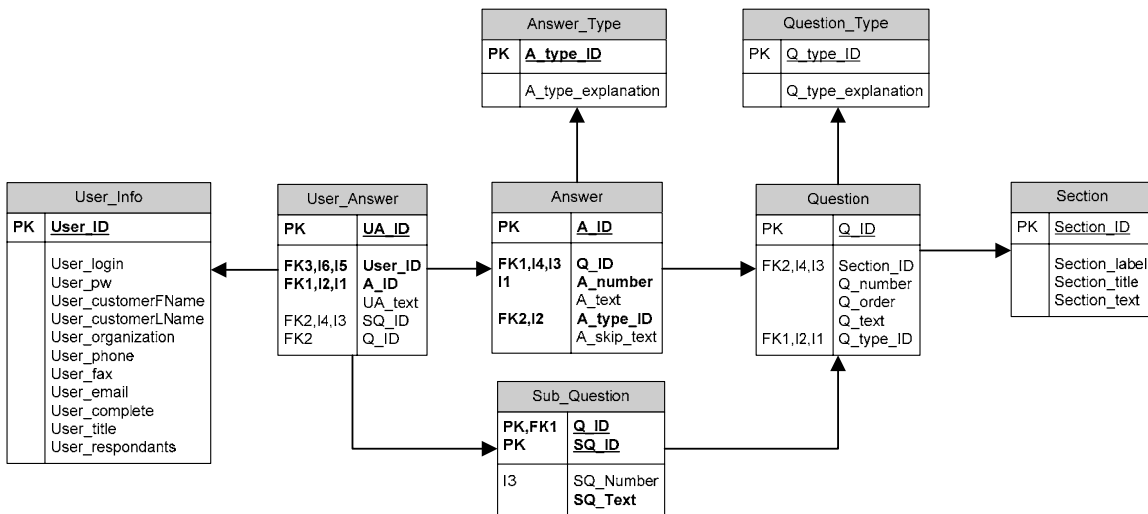 Answer_Type
PK A_type_ID
A_type_explanation
Question_Type
PK Q_type_ID
Q_type_explanation
User_Info
PK User_ID
User_login
User_pw
User_customerFName
User_customerLName
User_organization
User_phone
User_fax
User_email
User_complete
User_title
User_respondants
User_Answer
PK UA_ID
FK3,I6,I5 User_ID
FK1,I2,I1 A_ID
UA_text
FK2,I4,I3 SQ_ID
FK2 Q_ID
Answer
PK A_ID
FK1,I4,I3 Q_ID
I1 A_number
A_text
FK2,I2 A_type_ID
A_skip_text
Question
PK Q_ID
FK2,I4,I3 Section_ID
Q_number
Q_order
Q_text
FK1,I2,I1 Q_type_ID
Section
PK Section_ID
Section_label
Section_title
Section_text
Sub_Question
PK,FK1 Q_ID
PK SQ_ID
I3 SQ_Number
SQ_Text